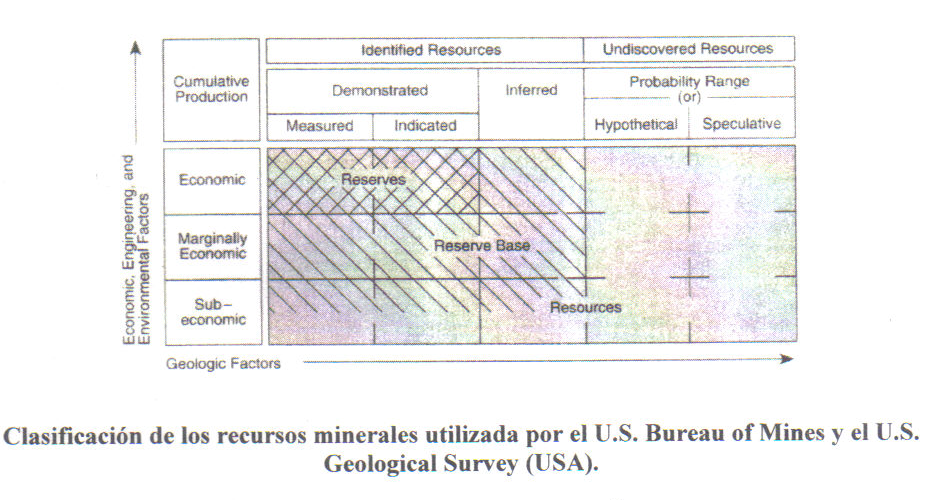 Identified Resources
Undiscovered Resources
Cumulative
Production
Demonstrated
Inferred
Probability Range
(or)
Measured
Indicated
Hypothetical
Speculative
Economic
Reserves
Marginally
Economic
Reserve Base
Sub-
economic
Resources
Economic, Engineering, and
Environmental Factors
Geologic Factors
Clasificación de los recursos minerales utilizada por el U.S. Bureau of Mines y el U.S.
Geological Survey (USA).